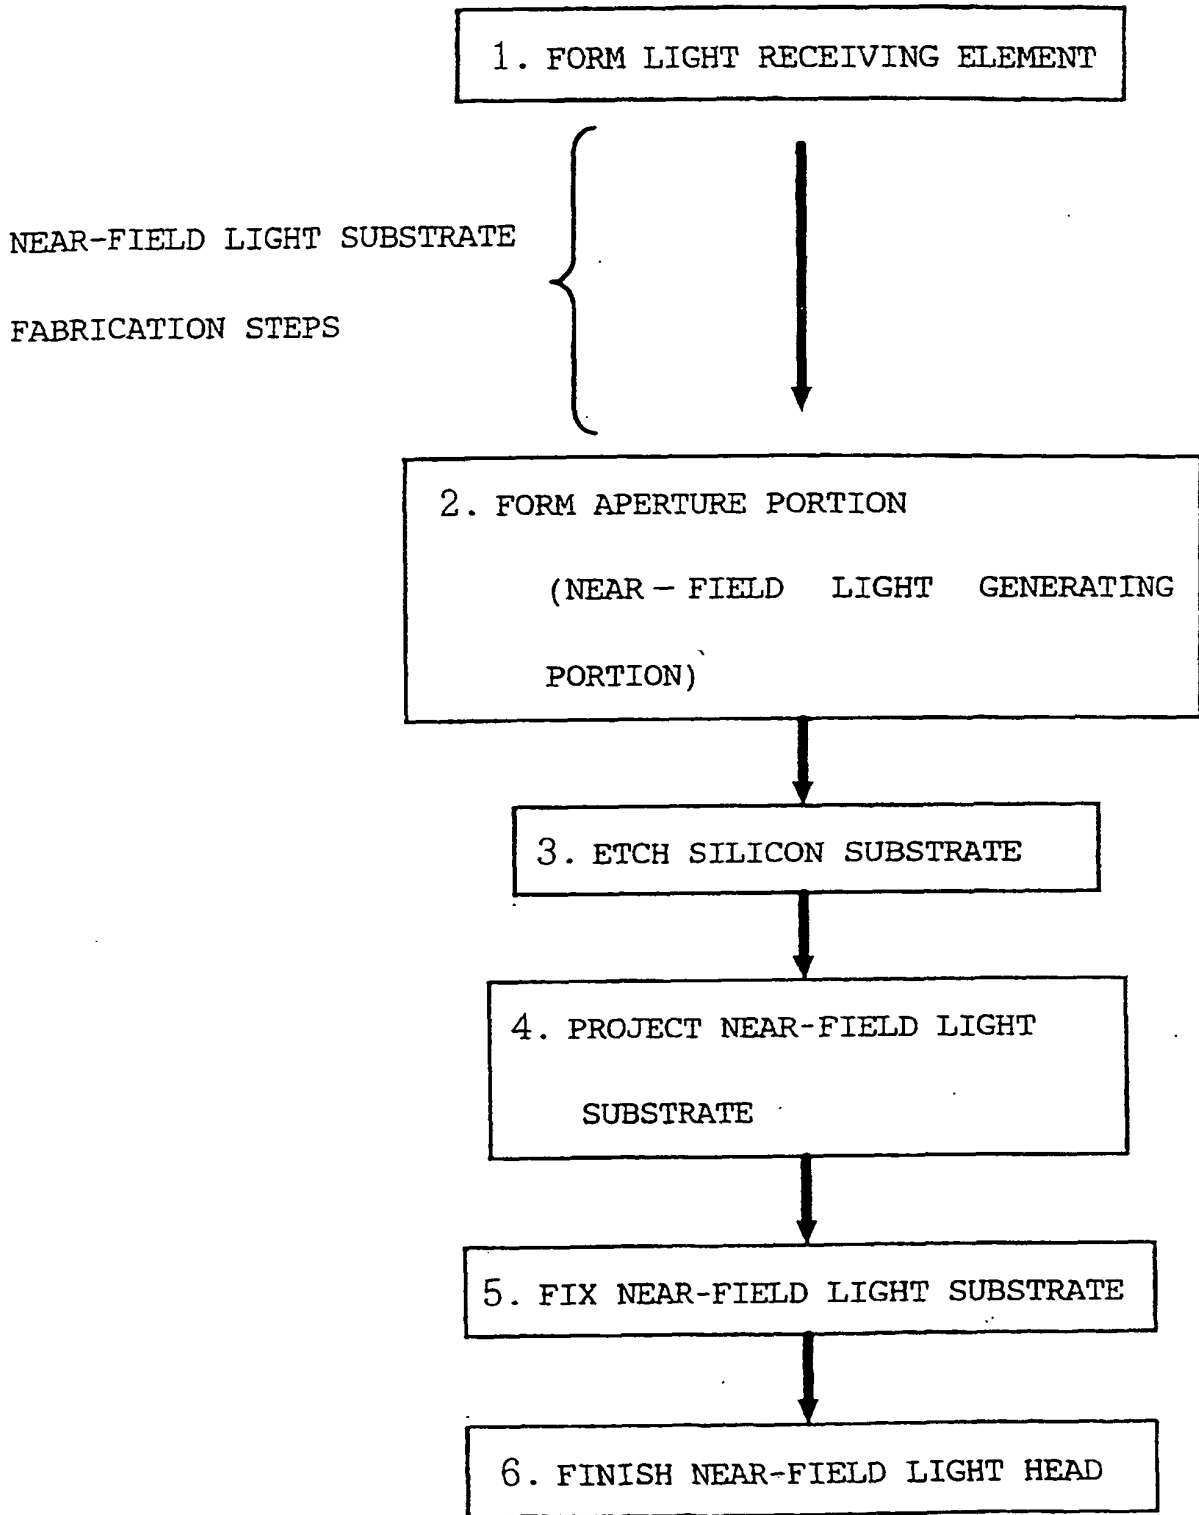 1. FORM LIGHT RECEIVING ELEMENT
NEAR-FIELD LIGHT SUBSTRATE
FABRICATION STEPS
2. FORM APERTURE PORTION
(NEAR－FIELD LIGHT GENERATING
PORTION)
3. ETCH SILICON SUBSTRATE
4. PROJECT NEAR-FIELD LIGHT
SUBSTRATE
5. FIX NEAR-FIELD LIGHT SUBSTRATE
6. FINISH NEAR-FIELD LIGHT HEAD